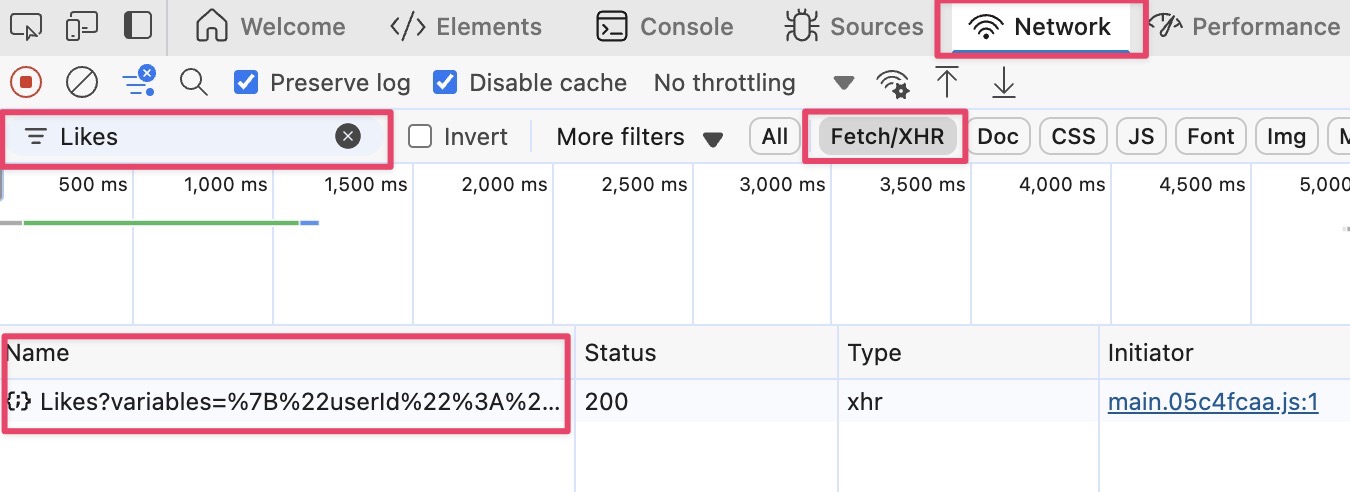 Welcome Elements Console Sources Network Performance
Preserve log Disable cache No throttling
Likes Invert More filters All Fetch/XHR Doc CSS JS Font Img M
500 ms 1,000 ms 1,500 ms 2,000 ms 2,500 ms 3,000 ms 3,500 ms 4,000 ms 4,500 ms 5,000
Name Status Type Initiator
{;} Likes?variables=%7B%22userId%22%3A%2... 200 xhr main.05c4fcaa.js:1